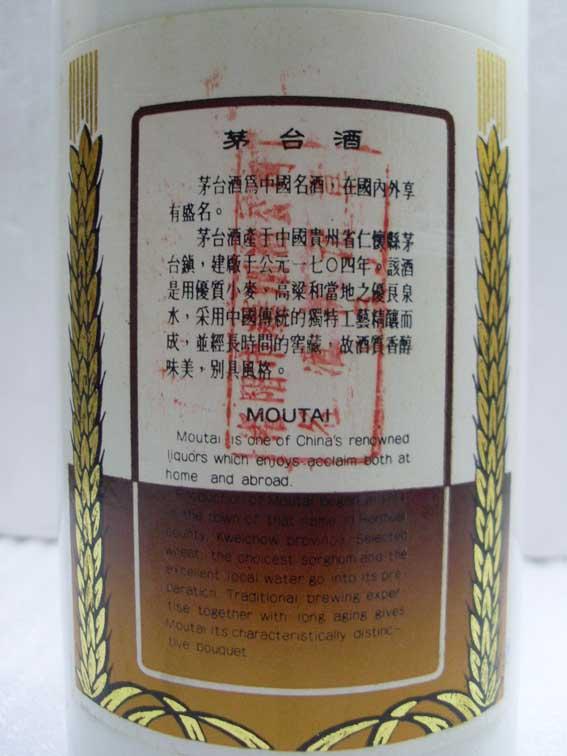 茅台酒
茅台酒爲中國名酒，在國內外享
有盛名。
茅台酒產于中國貴州省仁懷縣茅
台鎮，建廠于公元一七〇四年。該酒
是用優質小麥，高粱和當地之優良泉
水，采用中國傳統的獨特工藝精釀而
成，並經長時間的窖藏，故酒質香醇
味美，別具風格。
MOUTAI
Moutai is one of China's renowned
liquors which enjoys acclaim both at
home and abroad.
Production of Moutai began in 1704
in the town of that name in Renhuai
County, Kweichow province. Selected
wheat, the choicest sorghum and the
excellent local water go into its pre-
paration. Traditional brewing exper-
tise together with long aging gives
Moutai its characteristically distinc-
tive bouquet